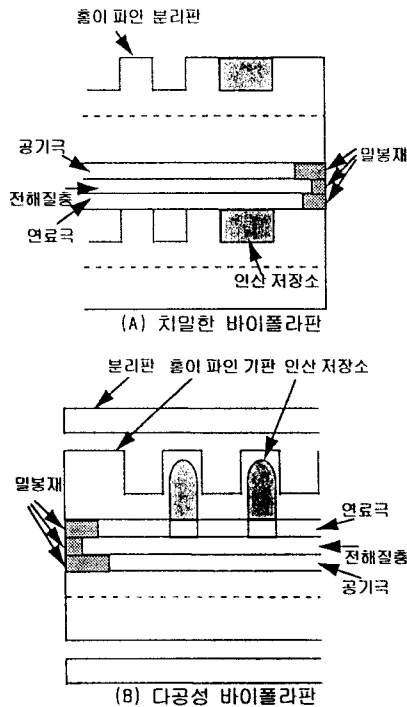 홈이 파인 분리판
공기극
전해질층
연료극
밀봉재
인산 저장소
(A) 치밀한 바이폴라판
분리판 홈이 파인 기판 인산 저장소
밀봉재
연료극
전해질층
공기극
(B) 다공성 바이폴라판